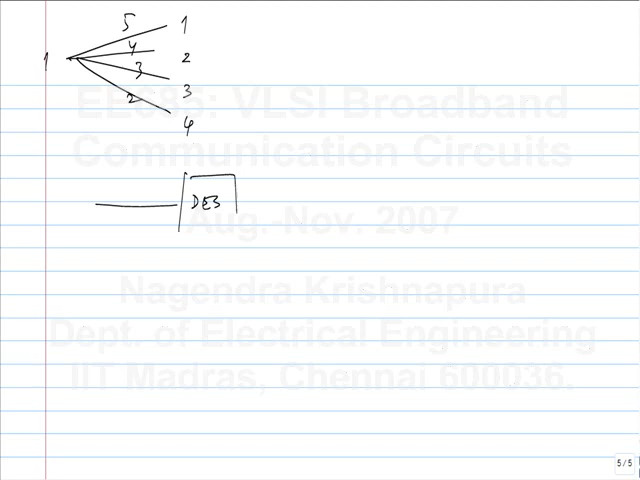 5 1
4
1 2
3
3
2
4
EE685: VLSI Broadband
Communication Circuits
DES
Aug.-Nov. 2007
Nagendra Krishnapura
Dept. of Electrical Engineering
IIT Madras, Chennai 600036.
5/5